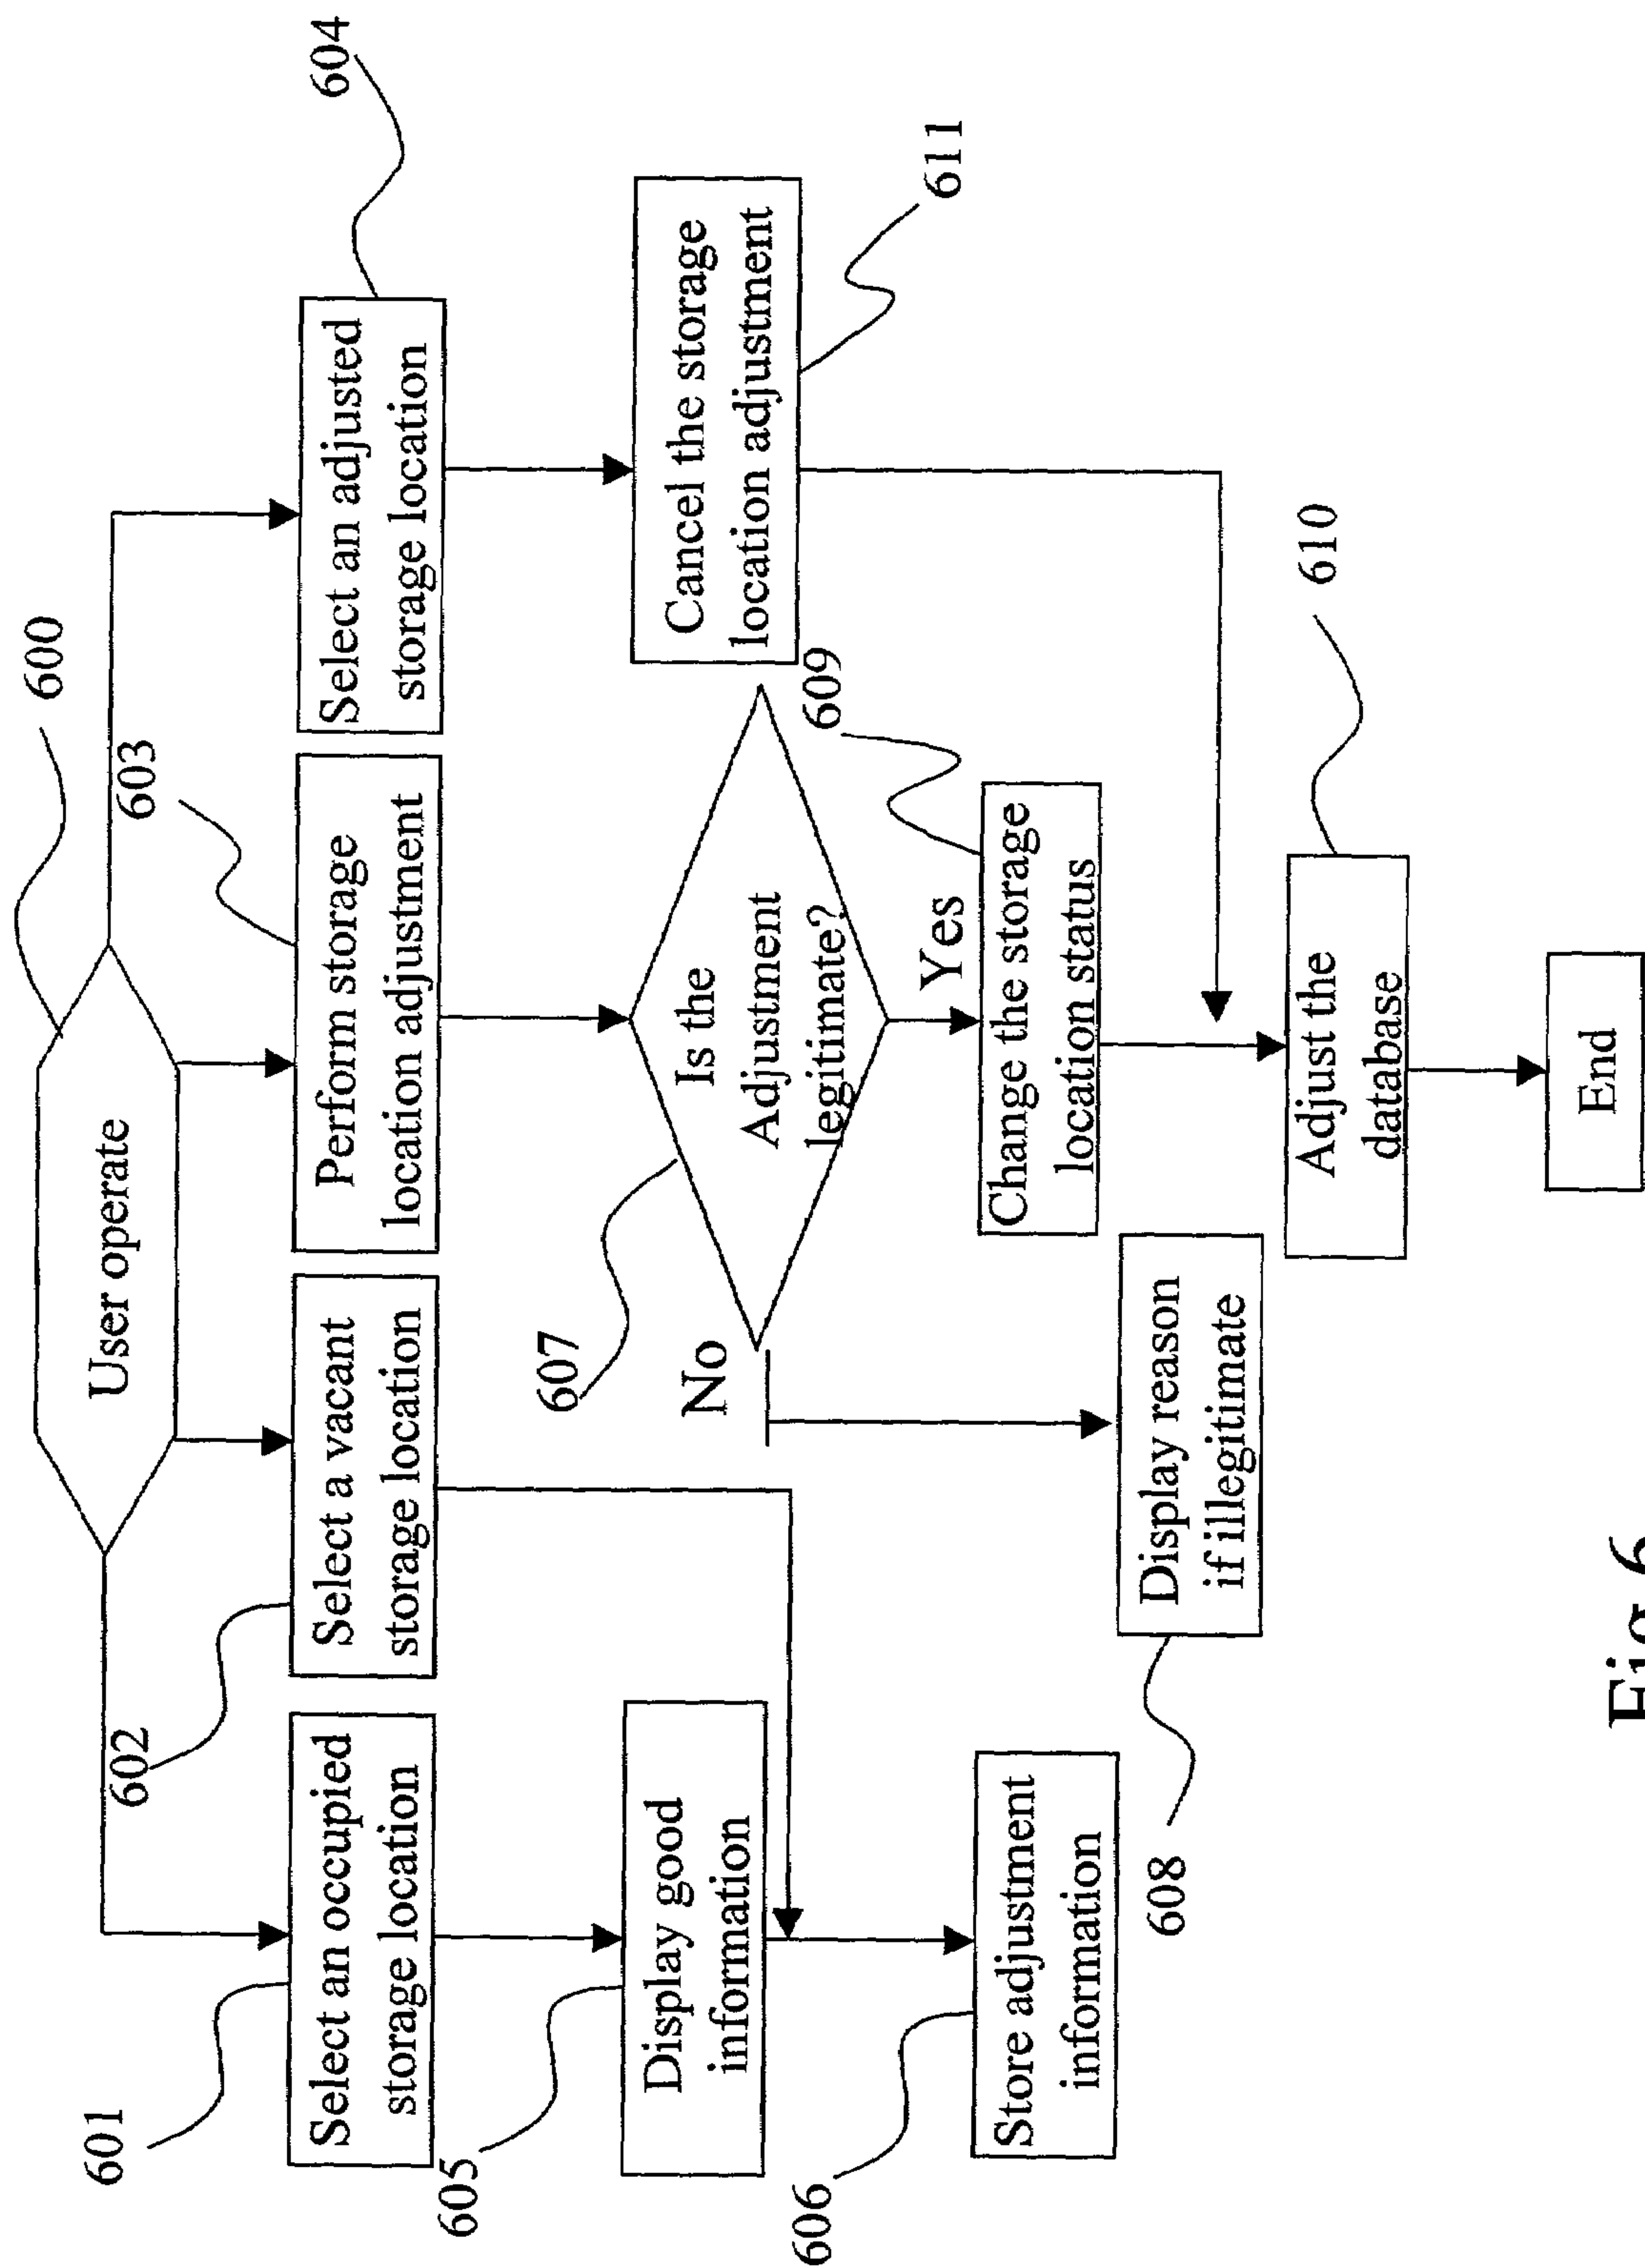 600
User operate
601
602
603
604
Select an occupied
storage location
Select a vacant
storage location
Perform storage
location adjustment
Select an adjusted
storage location
605
Display good
information
607
Is the
Adjustment
legitimate?
No
Yes
Cancel the storage
location adjustment
611
606
Store adjustment
information
609
Change the storage
location status
608
Display reason
if illegitimate
610
Adjust the
database
End
Fig 6